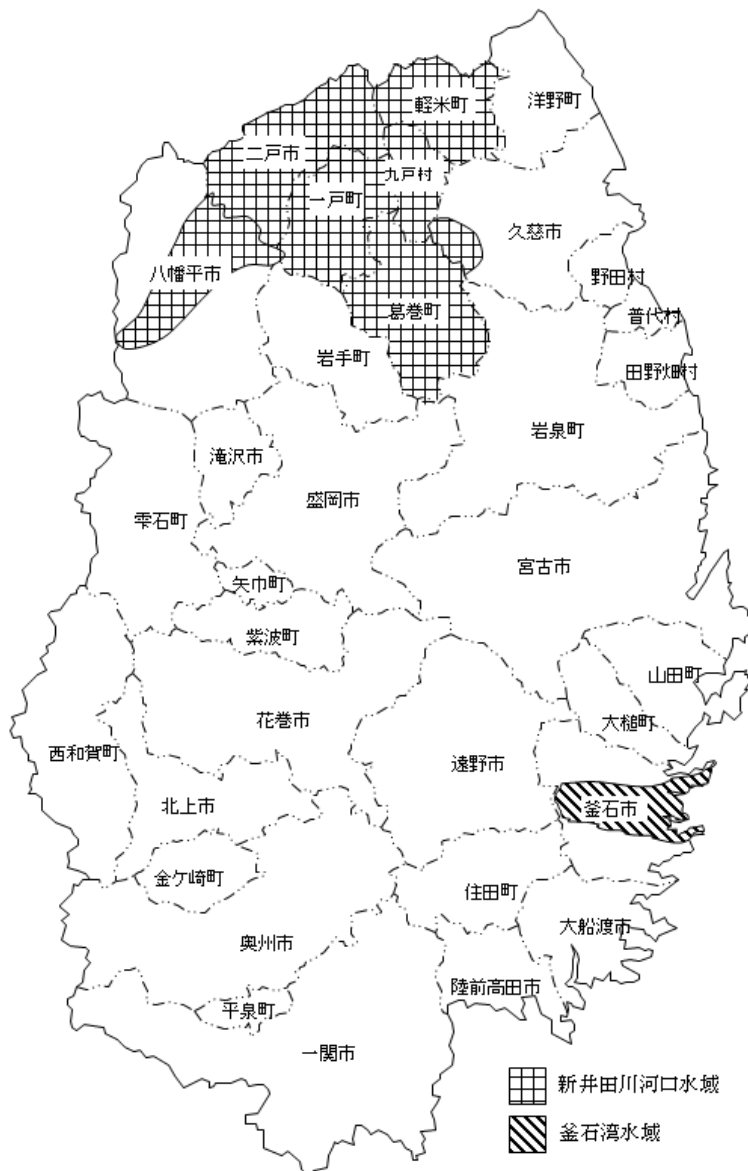 軽米町
洋野町
二戸市
九戸村
一戸町
久慈市
八幡平市
野田村
葛巻町
普代村
岩手町
田野畑村
岩泉町
滝沢市
盛岡市
雫石町
宮古市
矢巾町
紫波町
山田町
花巻市
大槌町
西和賀町
遠野市
北上市
釜石市
金ケ崎町
住田町
大船渡市
奥州市
陸前高田市
平泉町
一関市
新井田川河口水域
釜石湾水域